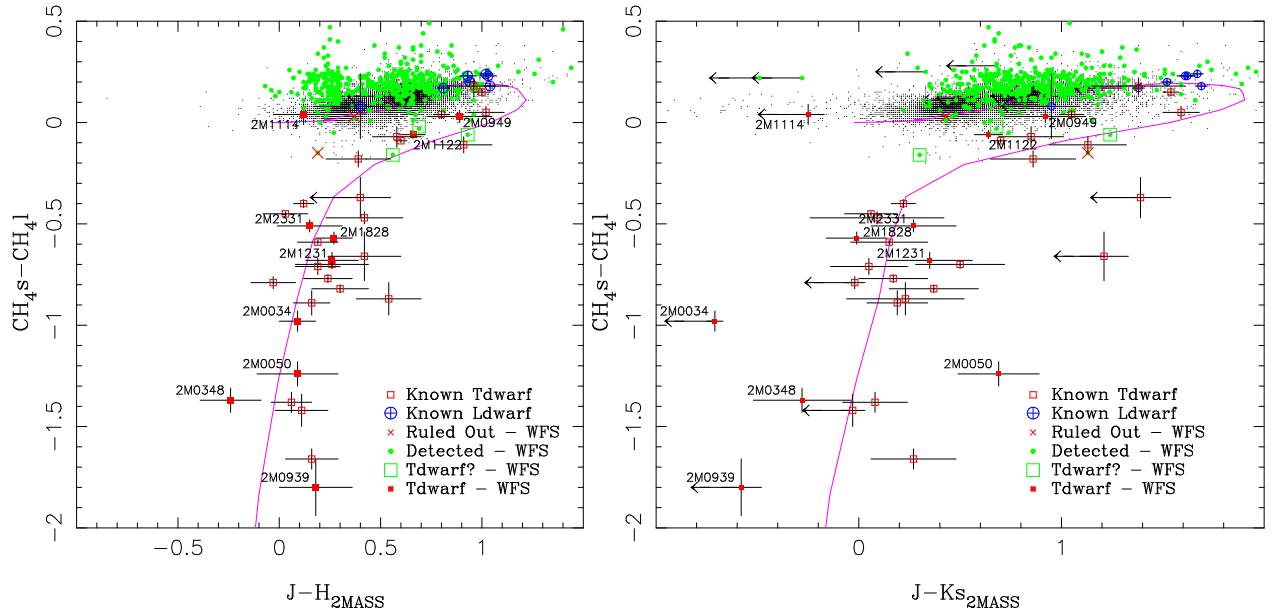 0.5
0
−0.5
−1
−1.5
−2
CH4s−CH4l
2M1114
2M0949
2M1122
2M2331
2M1828
2M1231
2M0034
2M0050
2M0348
2M0939
Known Tdwarf
Known Ldwarf
Ruled Out − WFS
Detected − WFS
Tdwarf? − WFS
Tdwarf − WFS
−0.5 0 0.5 1
J−H2MASS
0.5
0
−0.5
−1
−1.5
−2
CH4s−CH4l
2M1114
2M0949
2M1122
2M2331
2M1828
2M1231
2M0034
2M0050
2M0348
2M0939
Known Tdwarf
Known Ldwarf
Ruled Out − WFS
Detected − WFS
Tdwarf? − WFS
Tdwarf − WFS
0 1
J−Ks2MASS